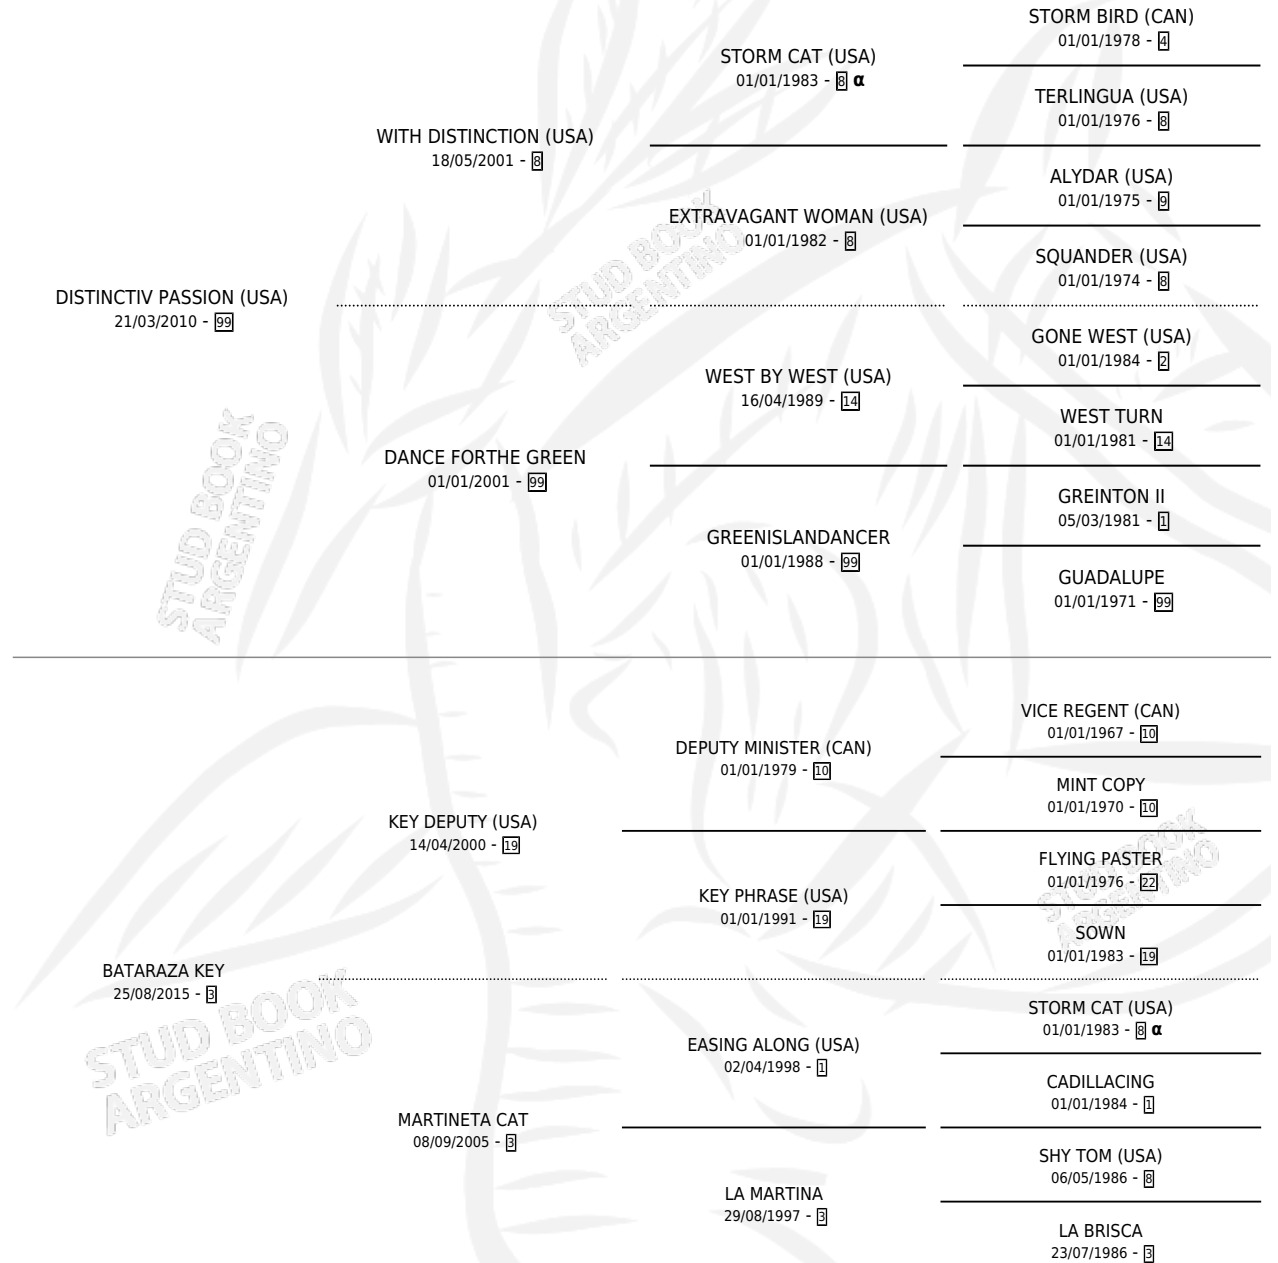 STORM BIRD (CAN)
01/01/1978 - 4
STORM CAT (USA)
01/01/1983 - 8 α
TERLINGUA (USA)
01/01/1976 - 8
WITH DISTINCTION (USA)
18/05/2001 - 8
ALYDAR (USA)
01/01/1975 - 9
EXTRAVAGANT WOMAN (USA)
01/01/1982 - 8
SQUANDER (USA)
01/01/1974 - 8
DISTINCTIV PASSION (USA)
21/03/2010 - 99
GONE WEST (USA)
01/01/1984 - 2
WEST BY WEST (USA)
16/04/1989 - 14
WEST TURN
01/01/1981 - 14
DANCE FORTHE GREEN
01/01/2001 - 99
GREINTON II
05/03/1981 - 1
GREENISLANDANCER
01/01/1988 - 99
GUADALUPE
01/01/1971 - 99
VICE REGENT (CAN)
01/01/1967 - 10
DEPUTY MINISTER (CAN)
01/01/1979 - 10
MINT COPY
01/01/1970 - 10
KEY DEPUTY (USA)
14/04/2000 - 19
FLYING PASTER
01/01/1976 - 22
KEY PHRASE (USA)
01/01/1991 - 19
SOWN
01/01/1983 - 19
BATARAZA KEY
25/08/2015 - 3
STORM CAT (USA)
01/01/1983 - 8 α
EASING ALONG (USA)
02/04/1998 - 1
CADILLACING
01/01/1984 - 1
MARTINETA CAT
08/09/2005 - 3
SHY TOM (USA)
06/05/1986 - 8
LA MARTINA
29/08/1997 - 3
LA BRISCA
23/07/1986 - 3
STUD BOOK
ARGENTINO
STUD BOOK
ARGENTINO
STUD BOOK
ARGENTINO
STUD BOOK
ARGENTINO